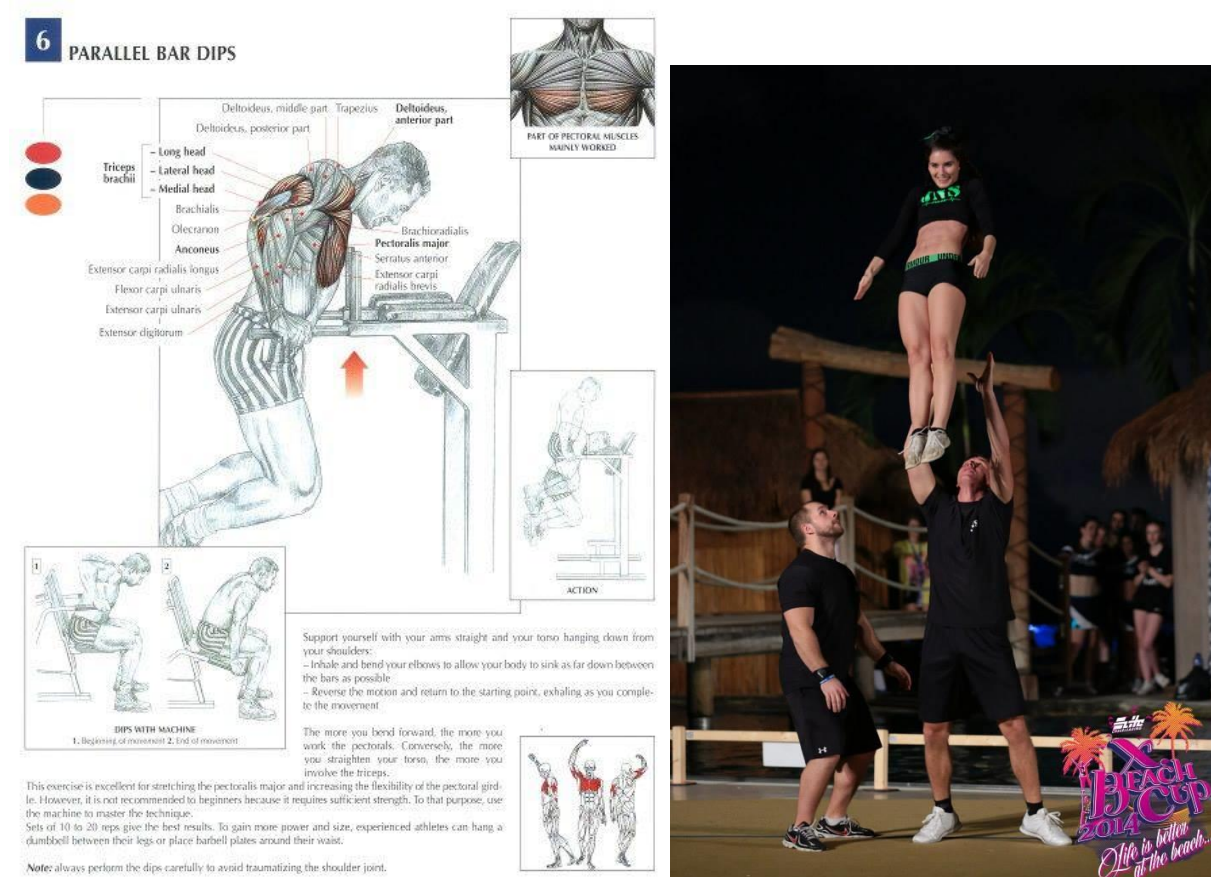 6
PARALLEL BAR DIPS
PART OF PECTORAL MUSCLES
MAINLY WORKED
Deltoideus, middle part
Trapezius
Deltoideus,
anterior part
Deltoideus, posterior part
Triceps
brachii
– Long head
– Lateral head
– Medial head
Brachialis
Olecranon
Anconeus
Extensor carpi radialis longus
Flexor carpi ulnaris
Extensor carpi ulnaris
Extensor digitorum
Brachioradialis
Pectoralis major
Serratus anterior
Extensor carpi
radialis brevis
ACTION
1
2
DIPS WITH MACHINE
1. Beginning of movement 2. End of movement
Support yourself with your arms straight and your torso hanging down from
your shoulders:
– Inhale and bend your elbows to allow your body to sink as far down between
the bars as possible
– Reverse the motion and return to the starting point, exhaling as you comple-
te the movement
The more you bend forward, the more you
work the pectorals. Conversely, the more
you straighten your torso, the more you
involve the triceps.
This exercise is excellent for stretching the pectoralis major and increasing the flexibility of the pectoral gird-
le. However, it is not recommended to beginners because it requires sufficient strength. To that purpose, use
the machine to master the technique.
Sets of 10 to 20 reps give the best results. To gain more power and size, experienced athletes can hang a
dumbbell between their legs or place barbell plates around their waist.
Note: always perform the dips carefully to avoid traumatizing the shoulder joint.
X
BEACH
CUP
2014
Life is better
at the beach...